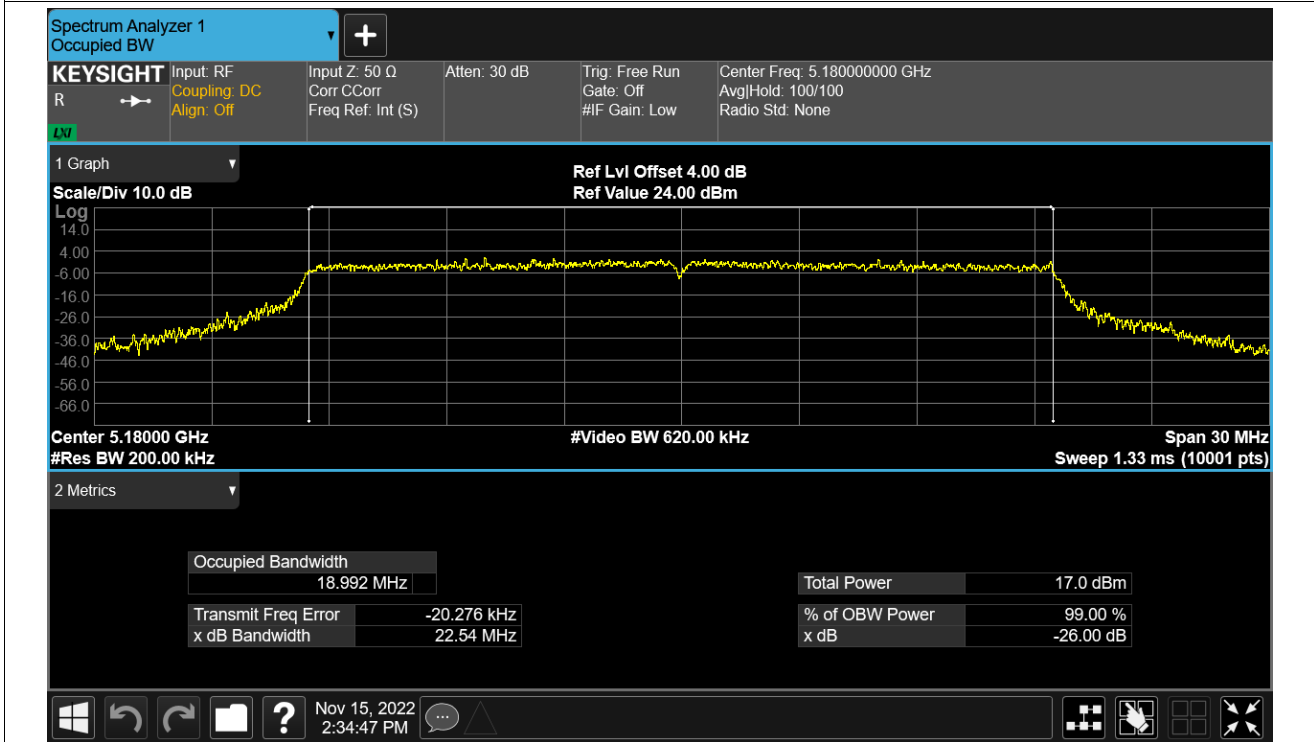 Spectrum Analyzer 1
Occupied BW
+
KEYSIGHT
R
LXI
Input: RF
Coupling: DC
Align: Off
Input Z: 50 Ω
Corr CCorr
Freq Ref: Int (S)
Atten: 30 dB
Trig: Free Run
Gate: Off
#IF Gain: Low
Center Freq: 5.180000000 GHz
Avg|Hold: 100/100
Radio Std: None
1 Graph
Scale/Div 10.0 dB
Ref Lvl Offset 4.00 dB
Ref Value 24.00 dBm
Log
14.0
4.00
-6.00
-16.0
-26.0
-36.0
-46.0
-56.0
-66.0
Center 5.18000 GHz
#Video BW 620.00 kHz
Span 30 MHz
#Res BW 200.00 kHz
Sweep 1.33 ms (10001 pts)
2 Metrics
Occupied Bandwidth
18.992 MHz
Total Power 17.0 dBm
Transmit Freq Error -20.276 kHz
% of OBW Power 99.00 %
x dB Bandwidth 22.54 MHz
x dB -26.00 dB
?
Nov 15, 2022
2:34:47 PM